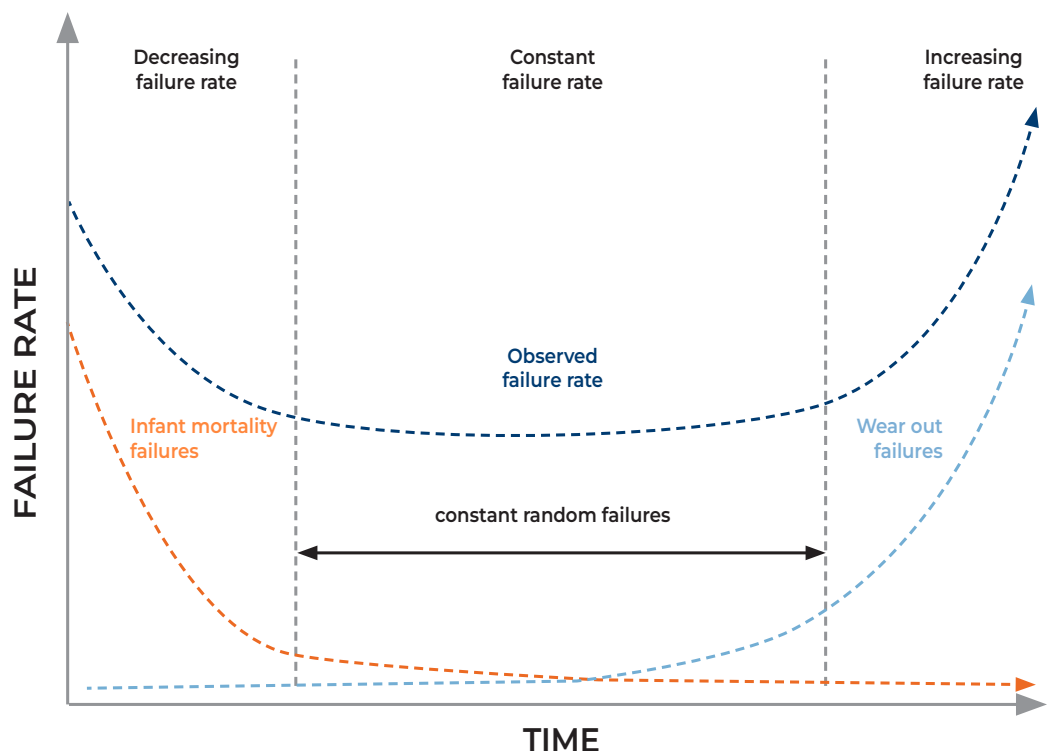 Decreasing
failure rate
Constant
failure rate
Increasing
failure rate
FAILURE RATE
Observed
failure rate
Infant mortality
failures
Wear out
failures
constant random failures
TIME